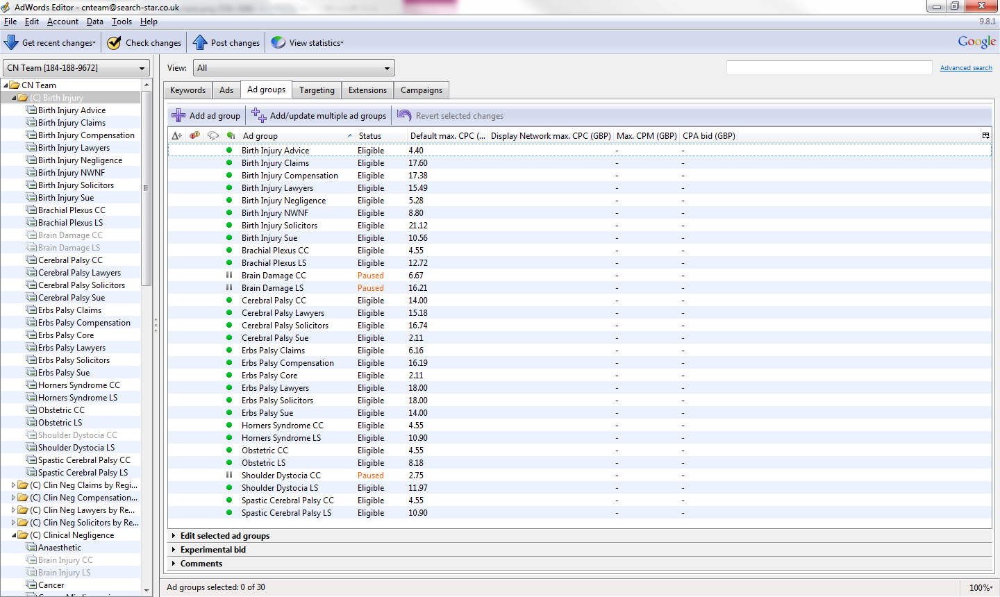 AdWords Editor - cnteam@search-star.co.uk
File Edit Account Data Tools Help
9.8.1
Get recent changes Check changes Post changes View statistics
Google
CN Team [184-188-9672]
View: All
Advanced search
CN Team
(C) Birth Injury
Birth Injury Advice
Birth Injury Claims
Birth Injury Compensation
Birth Injury Lawyers
Birth Injury Negligence
Birth Injury NWNF
Birth Injury Solicitors
Birth Injury Sue
Brachial Plexus CC
Brachial Plexus LS
Brain Damage CC
Brain Damage LS
Cerebral Palsy CC
Cerebral Palsy Lawyers
Cerebral Palsy Solicitors
Cerebral Palsy Sue
Erbs Palsy Claims
Erbs Palsy Compensation
Erbs Palsy Core
Erbs Palsy Lawyers
Erbs Palsy Solicitors
Erbs Palsy Sue
Horners Syndrome CC
Horners Syndrome LS
Obstetric CC
Obstetric LS
Shoulder Dystocia CC
Shoulder Dystocia LS
Spastic Cerebral Palsy CC
Spastic Cerebral Palsy LS
(C) Clin Neg Claims by Regi...
(C) Clin Neg Compensation...
(C) Clin Neg Lawyers by Re...
(C) Clin Neg Solicitors by Re...
(C) Clinical Negligence
Anaesthetic
Brain Injury CC
Brain Injury LS
Cancer
Keywords Ads Ad groups Targeting Extensions Campaigns
Add ad group Add/update multiple ad groups Revert selected changes
Ad group Status Default max. CPC (... Display Network max. CPC (GBP) Max. CPM (GBP) CPA bid (GBP)
Birth Injury Advice Eligible 4.40 - -
Birth Injury Claims Eligible 17.60 - -
Birth Injury Compensation Eligible 17.38 - -
Birth Injury Lawyers Eligible 15.49 - -
Birth Injury Negligence Eligible 5.28 - -
Birth Injury NWNF Eligible 8.80 - -
Birth Injury Solicitors Eligible 21.12 - -
Birth Injury Sue Eligible 10.56 - -
Brachial Plexus CC Eligible 4.55 - -
Brachial Plexus LS Eligible 12.72 - -
Brain Damage CC Paused 6.67 - -
Brain Damage LS Paused 16.21 - -
Cerebral Palsy CC Eligible 14.00 - -
Cerebral Palsy Lawyers Eligible 15.18 - -
Cerebral Palsy Solicitors Eligible 16.74 - -
Cerebral Palsy Sue Eligible 2.11 - -
Erbs Palsy Claims Eligible 6.16 - -
Erbs Palsy Compensation Eligible 16.19 - -
Erbs Palsy Core Eligible 2.11 - -
Erbs Palsy Lawyers Eligible 18.00 - -
Erbs Palsy Solicitors Eligible 18.00 - -
Erbs Palsy Sue Eligible 14.00 - -
Horners Syndrome CC Eligible 4.55 - -
Horners Syndrome LS Eligible 10.90 - -
Obstetric CC Eligible 4.55 - -
Obstetric LS Eligible 8.18 - -
Shoulder Dystocia CC Paused 2.75 - -
Shoulder Dystocia LS Eligible 11.97 - -
Spastic Cerebral Palsy CC Eligible 4.55 - -
Spastic Cerebral Palsy LS Eligible 10.90 - -
Edit selected ad groups
Experimental bid
Comments
Ad groups selected: 0 of 30
100%